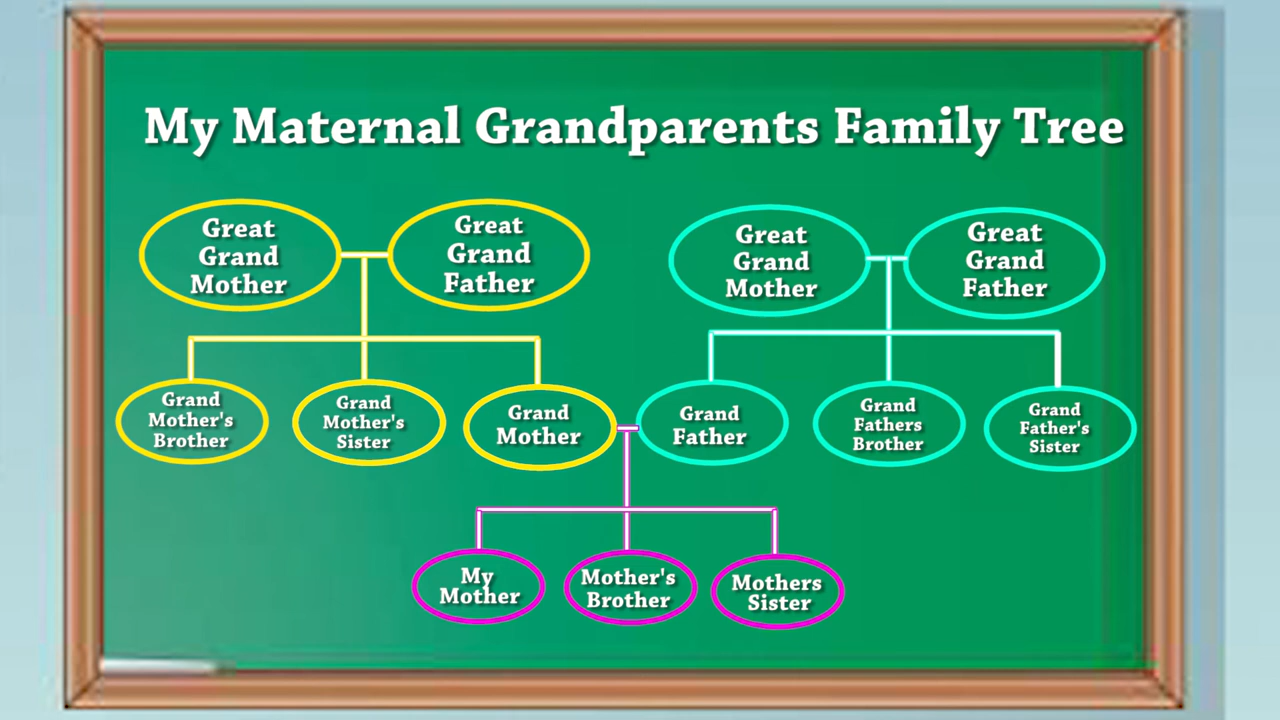 My Maternal Grandparents Family Tree
Great
Grand
Mother
Great
Grand
Father
Great
Grand
Mother
Great
Grand
Father
Grand
Mother's
Brother
Grand
Mother's
Sister
Grand
Mother
Grand
Father
Grand
Fathers
Brother
Grand
Father's
Sister
My
Mother
Mother's
Brother
Mothers
Sister